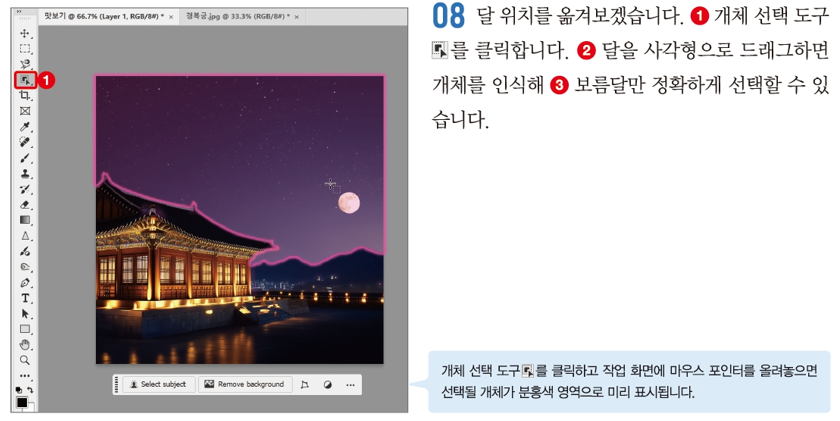 맛보기 @ 66.7% (Layer 1, RGB/8#) * ×
경복궁.jpg @ 33.3% (RGB/8#) * ×
1
Select subject
Remove background
08 달 위치를 옮겨보겠습니다. 1 개체 선택 도구
를 클릭합니다. 2 달을 사각형으로 드래그하면
개체를 인식해 3 보름달만 정확하게 선택할 수 있
습니다.
개체 선택 도구를 클릭하고 작업 화면에 마우스 포인터를 올려놓으면
선택될 개체가 분홍색 영역으로 미리 표시됩니다.